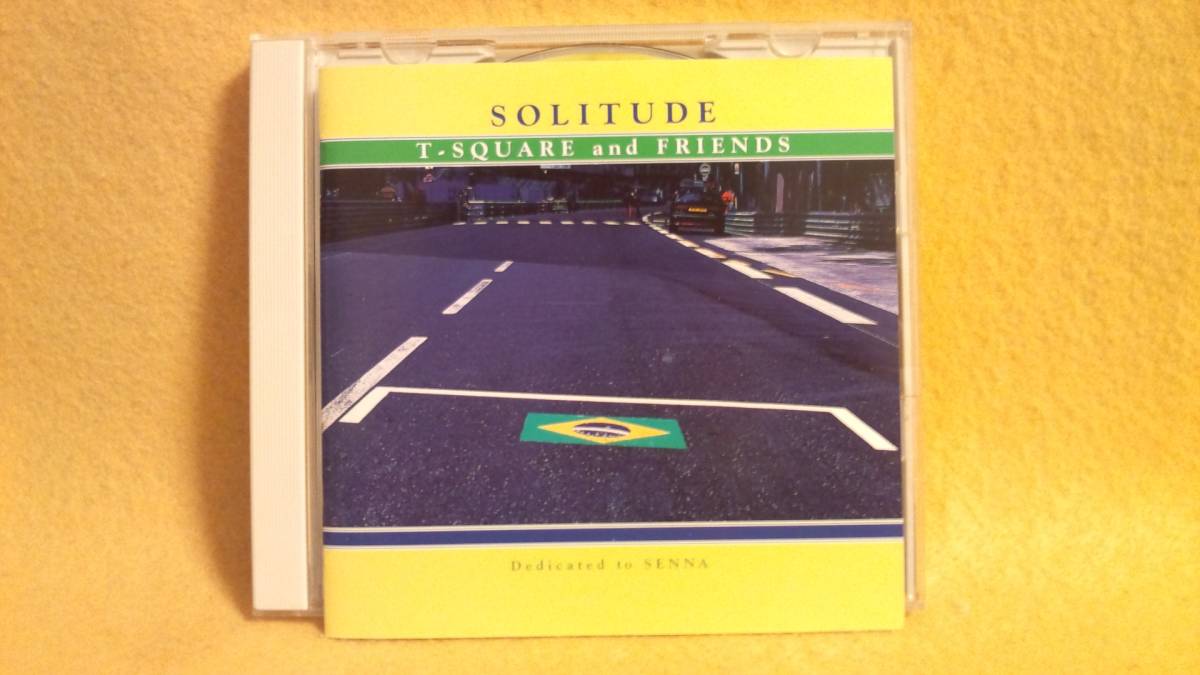 SOLITUDE
T-SQUARE and FRIENDS
Dedicated to SENNA